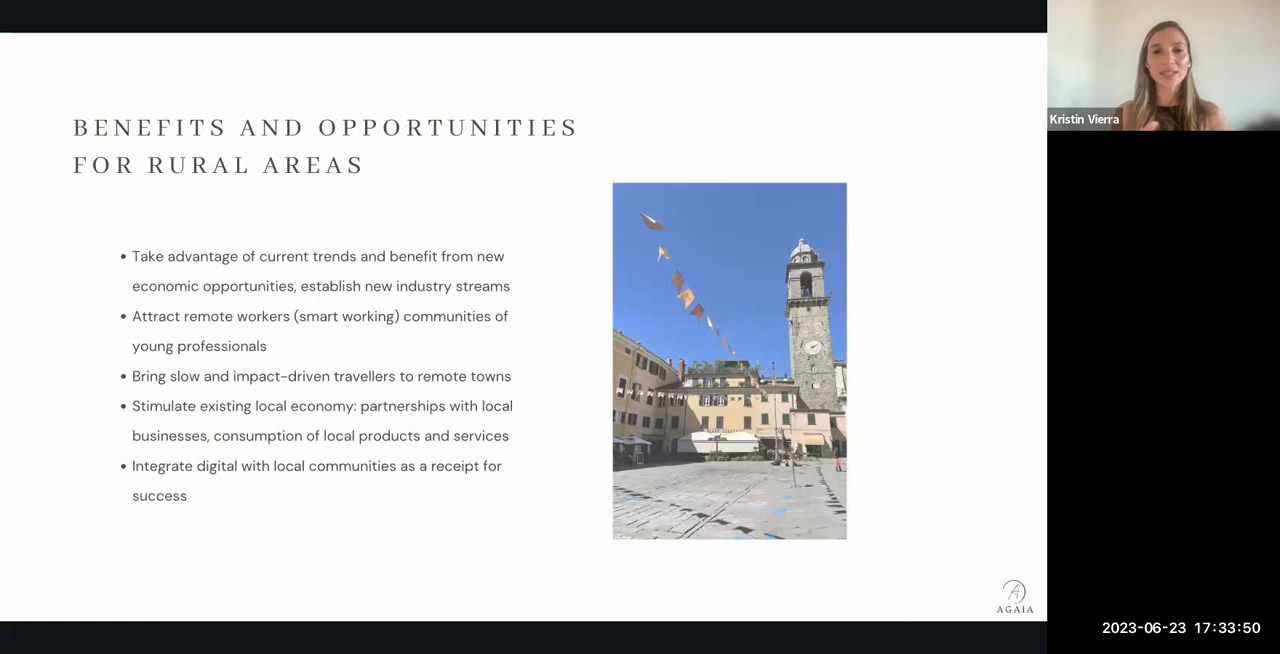 BENEFITS AND OPPORTUNITIES
FOR RURAL AREAS
• Take advantage of current trends and benefit from new
economic opportunities, establish new industry streams
• Attract remote workers (smart working) communities of
young professionals
• Bring slow and impact-driven travellers to remote towns
• Stimulate existing local economy: partnerships with local
businesses, consumption of local products and services
• Integrate digital with local communities as a receipt for
success
AGAIA
Kristin Vierra
2023-06-23 17:33:50